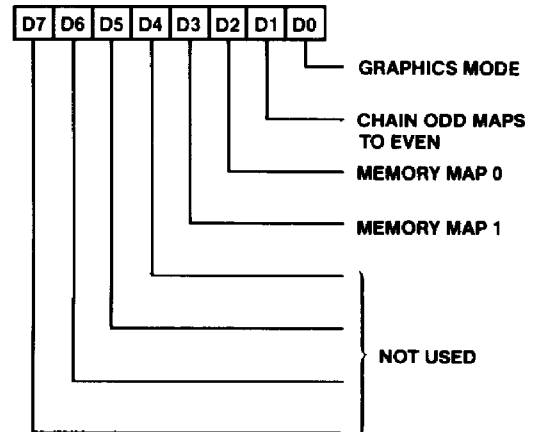 D7 D6 D5 D4 D3 D2 D1 D0
GRAPHICS MODE
CHAIN ODD MAPS
TO EVEN
MEMORY MAP 0
MEMORY MAP 1
NOT USED